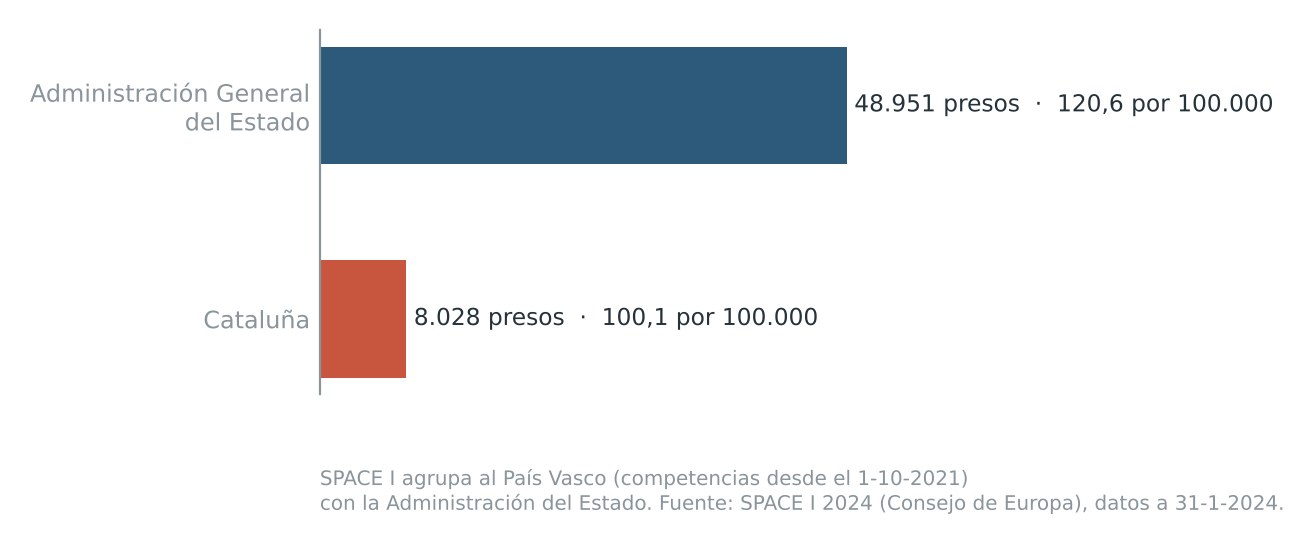 Administración General
del Estado
48.951 presos · 120,6 por 100.000
Cataluña
8.028 presos · 100,1 por 100.000
SPACE I agrupa al País Vasco (competencias desde el 1-10-2021)
con la Administración del Estado. Fuente: SPACE I 2024 (Consejo de Europa), datos a 31-1-2024.